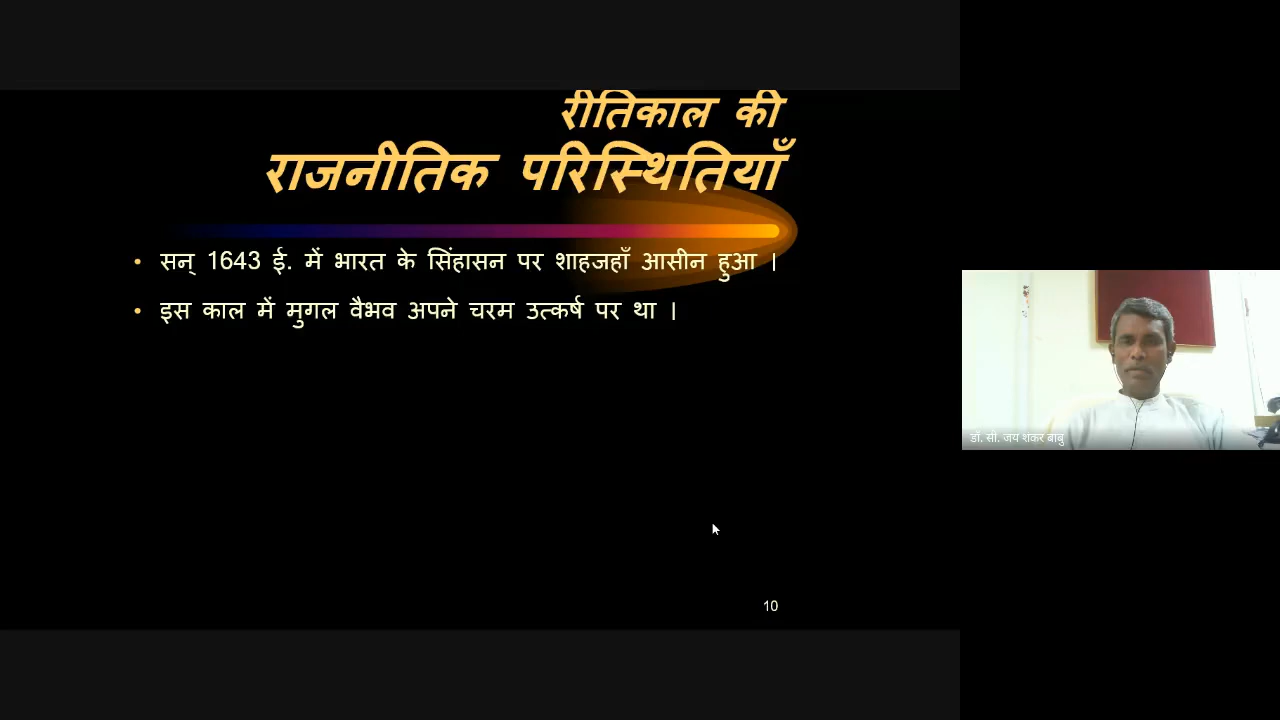 रीतिकाल की
राजनीतिक परिस्थितियाँ
• सन् 1643 ई. में भारत के सिंहासन पर शाहजहाँ आसीन हुआ ।
• इस काल में मुगल वैभव अपने चरम उत्कर्ष पर था ।
10
डॉ. सी. जय शंकर बाबु